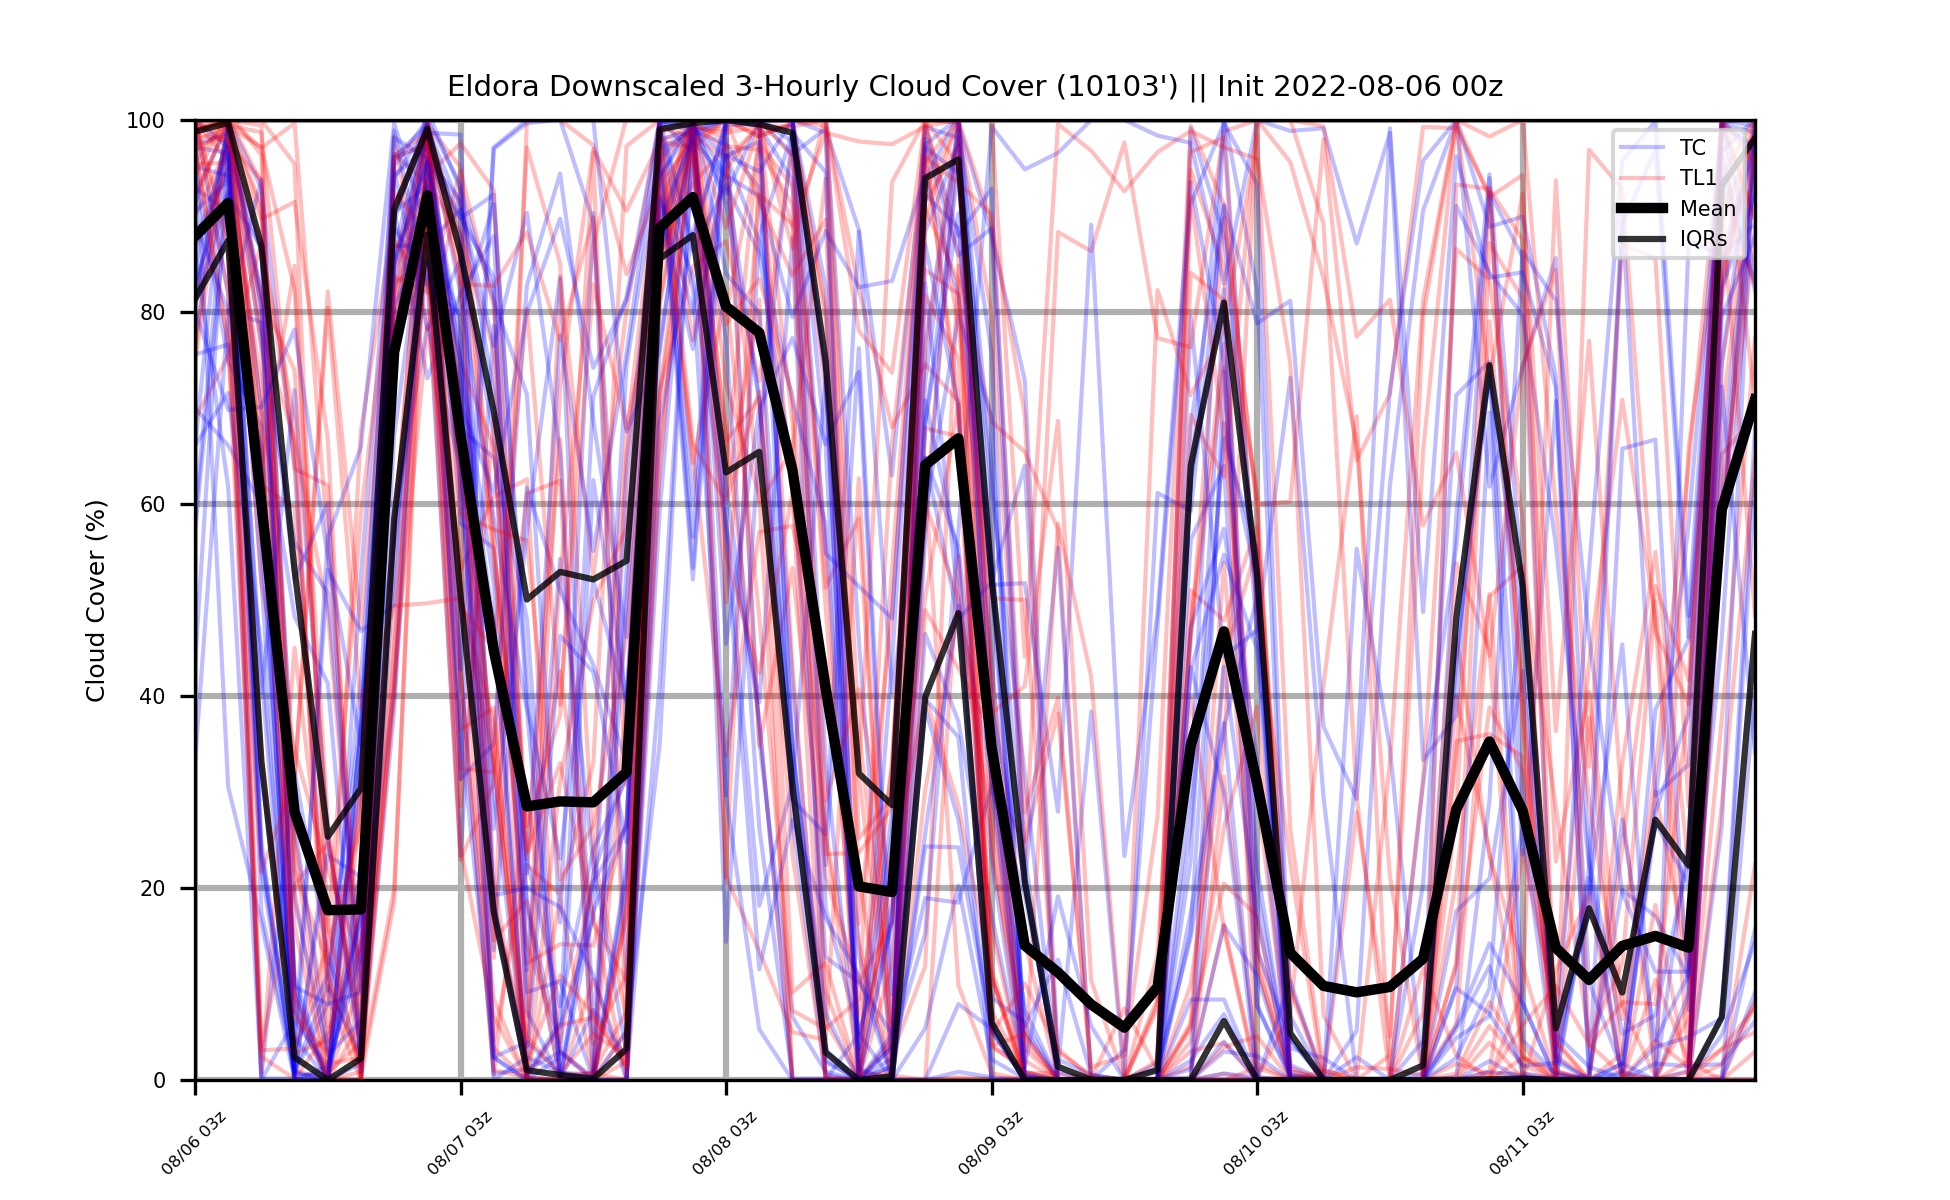 Eldora Downscaled 3-Hourly Cloud Cover (10103') || Init 2022-08-06 00z
Cloud Cover (%)
100
80
60
40
20
0
TC
TL1
Mean
IQRs
08/06 03z
08/07 03z
08/08 03z
08/09 03z
08/10 03z
08/11 03z